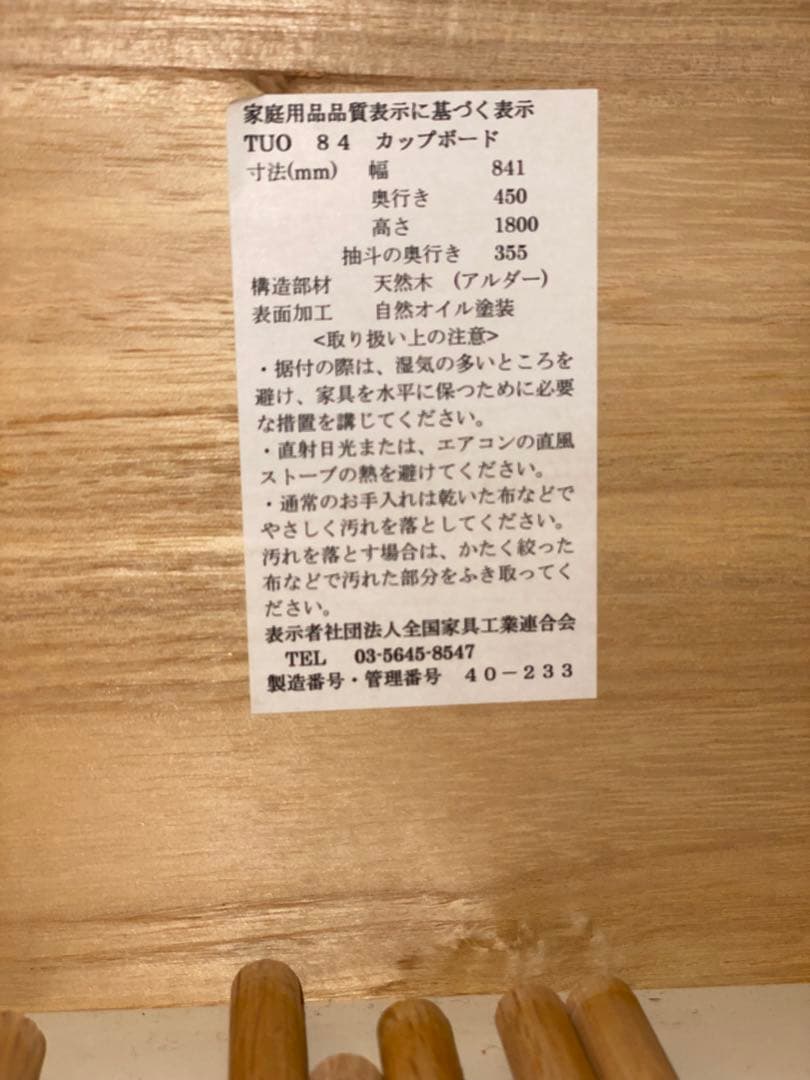 家庭用品品質表示に基づく表示
TUO　８４　カップボード
寸法(mm)　幅　841
奥行き　450
高さ　1800
抽斗の奥行き　355
構造部材　天然木　(アルダー)
表面加工　自然オイル塗装
<取り扱い上の注意>
・据付の際は、湿気の多いところを
避け、家具を水平に保つために必要
な措置を講じてください。
・直射日光または、エアコンの直風
ストーブの熱を避けてください。
・通常のお手入れは乾いた布などで
やさしく汚れを落としてください。
汚れを落とす場合は、かたく絞った
布などで汚れた部分をふき取ってく
ださい。
表示者社団法人全国家具工業連合会
TEL　03-5645-8547
製造番号・管理番号　４０－２３３